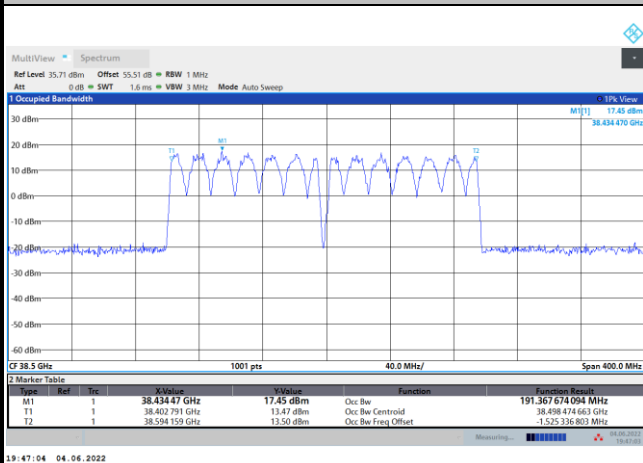 MultiView Spectrum
Ref Level 35.71 dBm Offset 55.51 dB RBW 1 MHz
Att 0 dB SWT 1.6 ms VBW 3 MHz Mode Auto Sweep
1 Occupied Bandwidth 1Pk View
M1[1] 17.45 dBm
38.434 470 GHz
30 dBm
20 dBm
T1 M1 T2
10 dBm
0 dBm
-10 dBm
-20 dBm
-30 dBm
-40 dBm
-50 dBm
-60 dBm
CF 38.5 GHz 1001 pts 40.0 MHz/ Span 400.0 MHz
2 Marker Table
Type Ref Trc X-Value Y-Value Function Function Result
M1 1 38.434 47 GHz 17.45 dBm Occ Bw 191.367 674 094 MHz
T1 1 38.402 791 GHz 13.47 dBm Occ Bw Centroid 38.498 474 663 GHz
T2 1 38.594 159 GHz 13.50 dBm Occ Bw Freq Offset -1.525 336 803 MHz
Measuring... 04.06.2022
19:47:03
19:47:04 04.06.2022